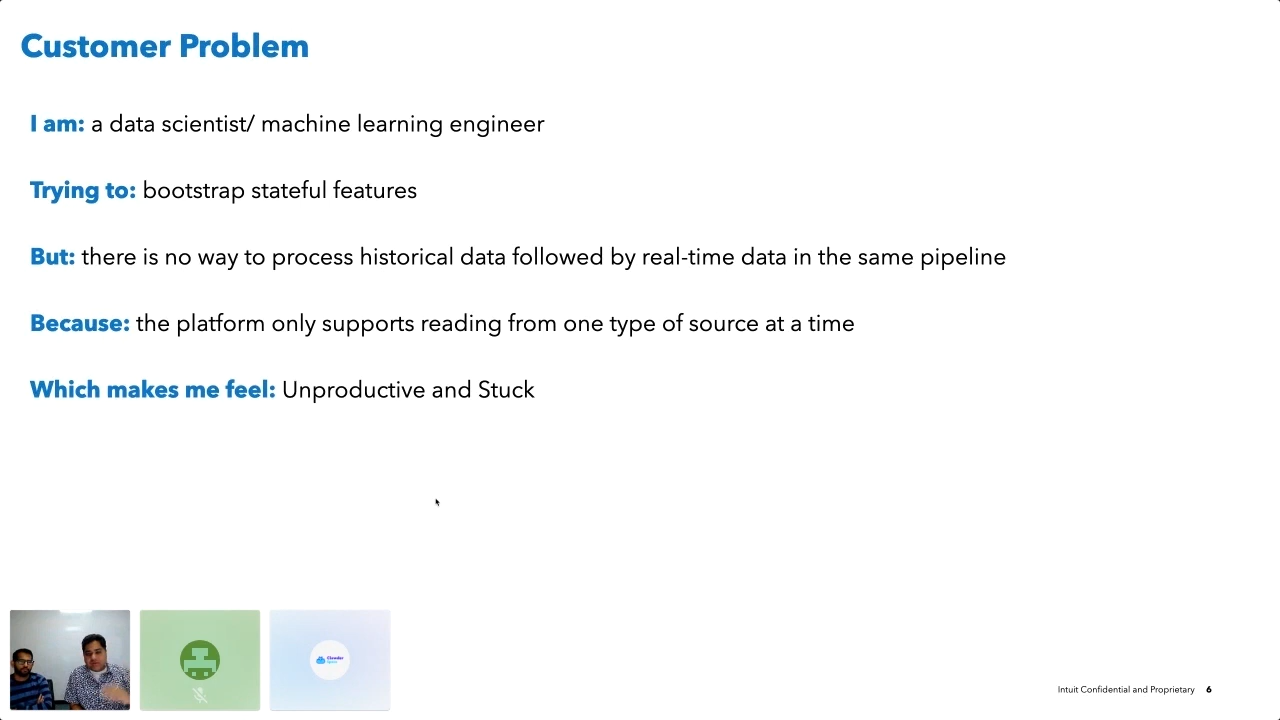 Customer Problem
I am: a data scientist/ machine learning engineer
Trying to: bootstrap stateful features
But: there is no way to process historical data followed by real-time data in the same pipeline
Because: the platform only supports reading from one type of source at a time
Which makes me feel: Unproductive and Stuck
Intuit Confidential and Proprietary 6